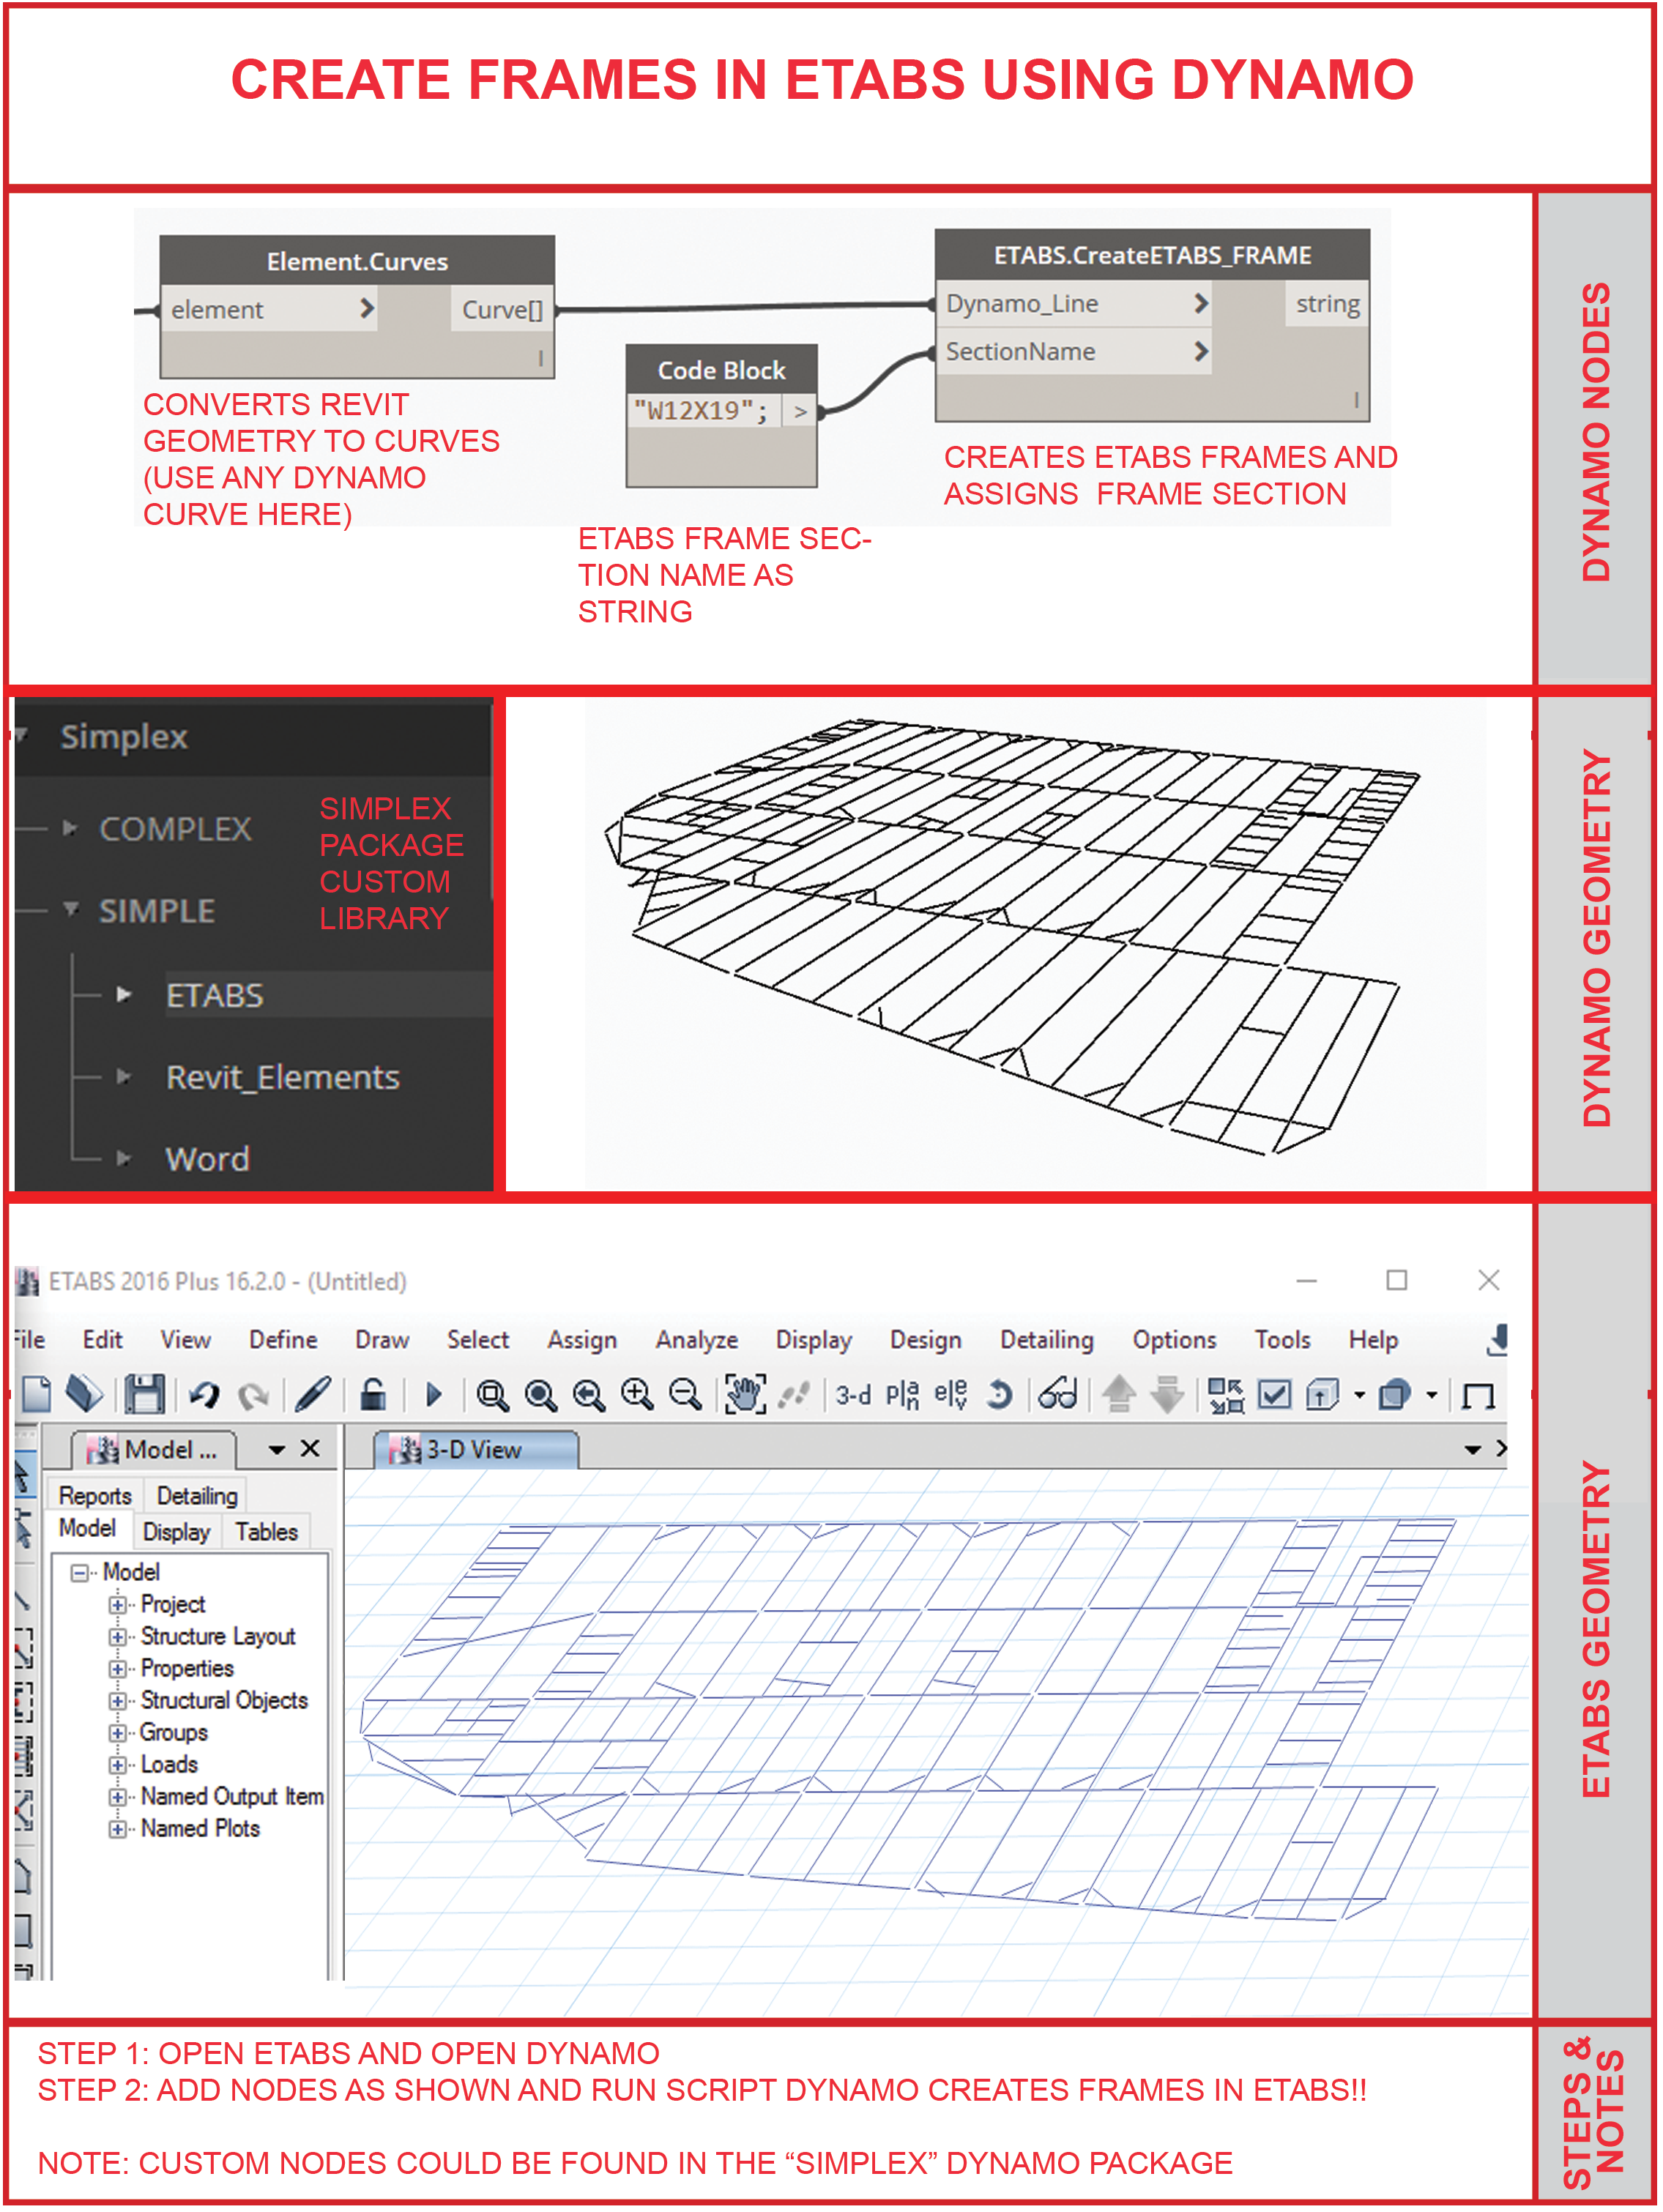 CREATE FRAMES IN ETABS USING DYNAMO
Element.Curves
element
Curve[]
CONVERTS REVIT
GEOMETRY TO CURVES
(USE ANY DYNAMO
CURVE HERE)
Code Block
"W12X19";
>
ETABS FRAME SEC-
TION NAME AS
STRING
ETABS.CreateETABS_FRAME
Dynamo_Line
string
SectionName
CREATES ETABS FRAMES AND
ASSIGNS FRAME SECTION
DYNAMO NODES
Simplex
COMPLEX
SIMPLE
ETABS
Revit_Elements
Word
SIMPLEX
PACKAGE
CUSTOM
LIBRARY
DYNAMO GEOMETRY
ETABS 2016 Plus 16.2.0 - (Untitled)
File Edit View Define Draw Select Assign Analyze Display Design Detailing Options Tools Help
3-d pla n ele v
Model ...
3-D View
Reports Detailing
Model Display Tables
Model
Project
Structure Layout
Properties
Structural Objects
Groups
Loads
Named Output Item
Named Plots
ETABS GEOMETRY
STEP 1: OPEN ETABS AND OPEN DYNAMO
STEP 2: ADD NODES AS SHOWN AND RUN SCRIPT DYNAMO CREATES FRAMES IN ETABS!!
NOTE: CUSTOM NODES COULD BE FOUND IN THE “SIMPLEX” DYNAMO PACKAGE
STEPS &
NOTES